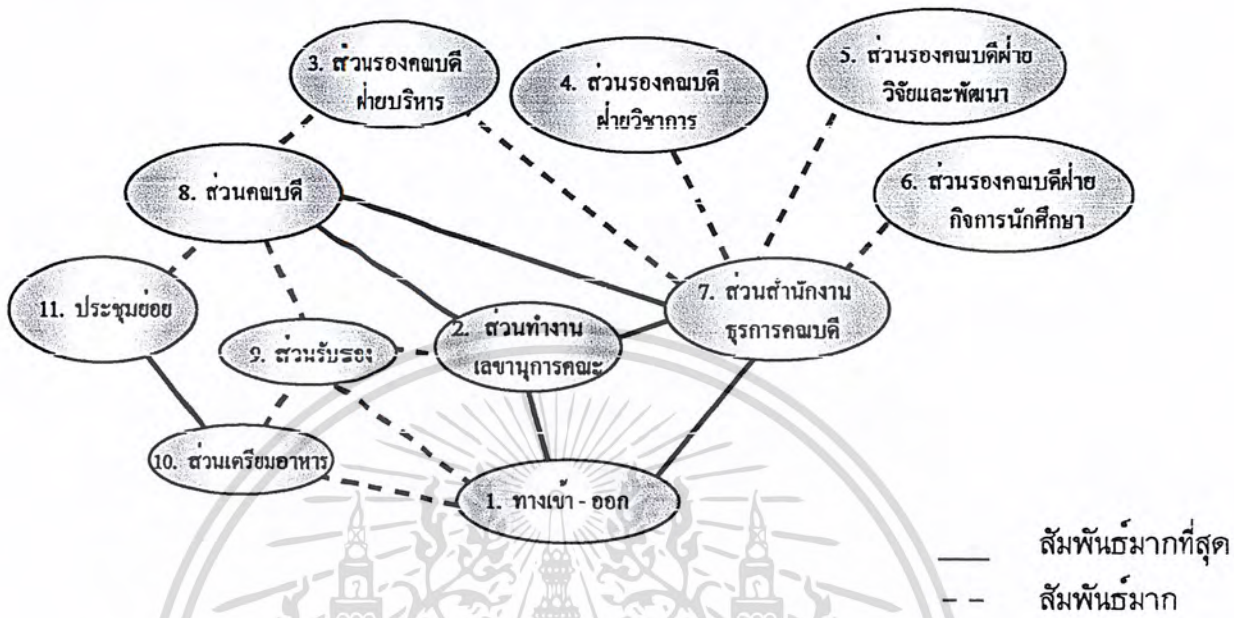 3. ส่วนรองคณบดี
ฝ่ายบริหาร
4. ส่วนรองคณบดี
ฝ่ายวิชาการ
5. ส่วนรองคณบดีฝ่าย
วิจัยและพัฒนา
6. ส่วนรองคณบดีฝ่าย
กิจการนักศึกษา
8. ส่วนคณบดี
7. ส่วนสำนักงาน
ธุรการคณบดี
11. ประชุมย่อย
2. ส่วนทำงาน
เลขานุการคณะ
9. ส่วนรับรอง
10. ส่วนเตรียมอาหาร
1. ทางเข้า - ออก
สัมพันธ์มากที่สุด
สัมพันธ์มาก